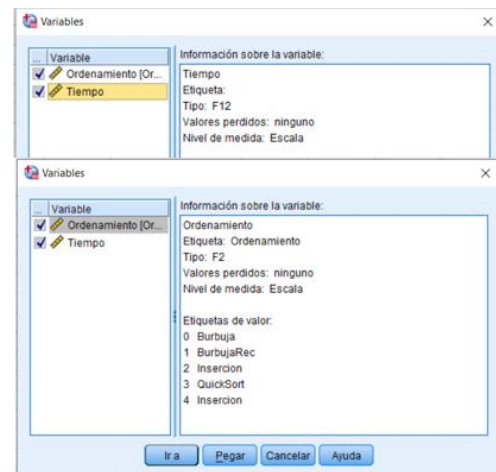 Variables
... Variable
Ordenamiento [Or...
Tiempo
Información sobre la variable:
Tiempo
Etiqueta:
Tipo: F12
Valores perdidos: ninguno
Nivel de medida: Escala
Variables
... Variable
Ordenamiento [Or...
Tiempo
Información sobre la variable:
Ordenamiento
Etiqueta: Ordenamiento
Tipo: F2
Valores perdidos: ninguno
Nivel de medida: Escala
Etiquetas de valor:
0 Burbuja
1 BurbujaRec
2 Insercion
3 QuickSort
4 Insercion
Ir a Pegar Cancelar Ayuda